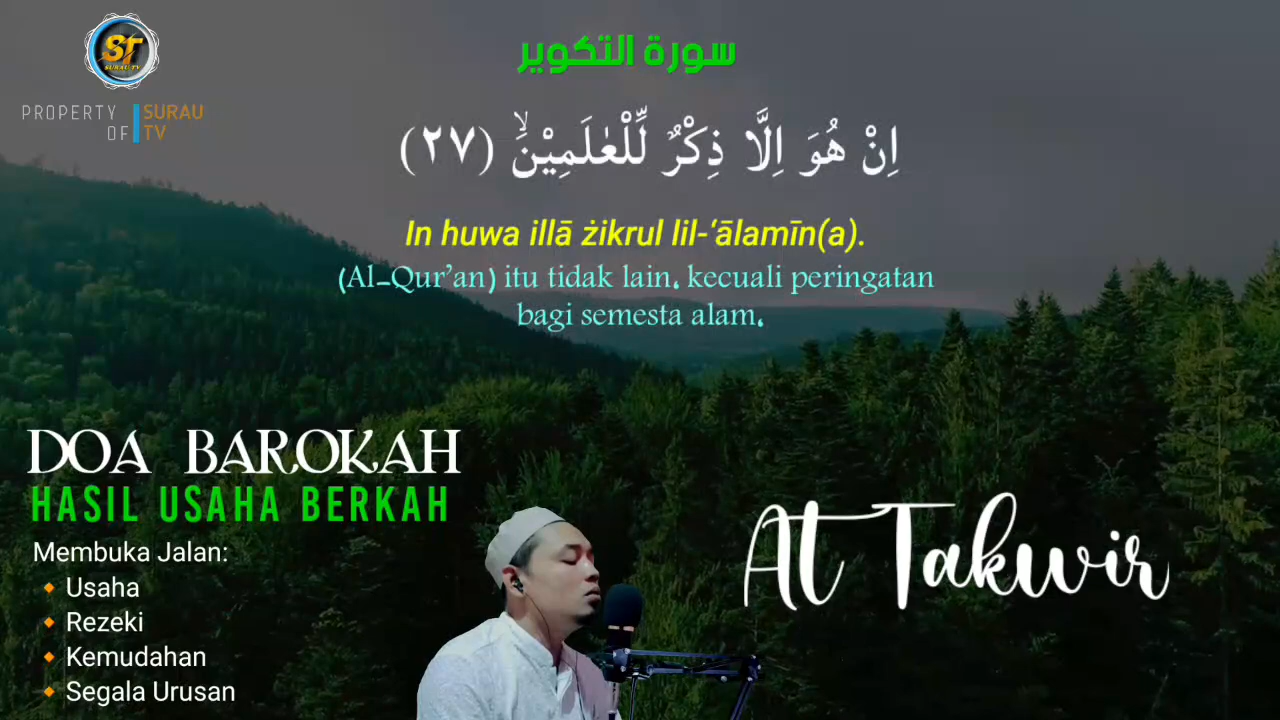 ST
SURAU TV
PROPERTY OF
SURAU TV
سورة التكوير
اِنْ هُوَ اِلَّا ذِكْرٌ لِّلْعٰلَمِيْنَۙ (٢٧)
In huwa illā żikrul lil-‘ālamīn(a).
(Al-Qur'an) itu tidak lain, kecuali peringatan
bagi semesta alam,
DOA BAROKAH
HASIL USAHA BERKAH
Membuka Jalan:
🔸 Usaha
🔸 Rezeki
🔸 Kemudahan
🔸 Segala Urusan
At Takwir